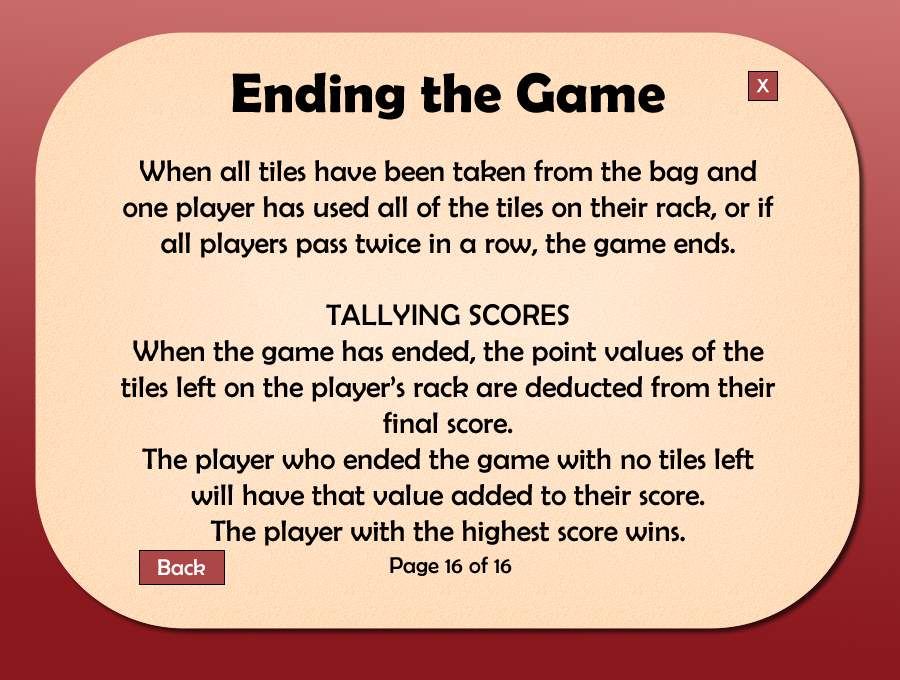 Ending the Game
X
When all tiles have been taken from the bag and
one player has used all of the tiles on their rack, or if
all players pass twice in a row, the game ends.
TALLYING SCORES
When the game has ended, the point values of the
tiles left on the player’s rack are deducted from their
final score.
The player who ended the game with no tiles left
will have that value added to their score.
The player with the highest score wins.
Back
Page 16 of 16